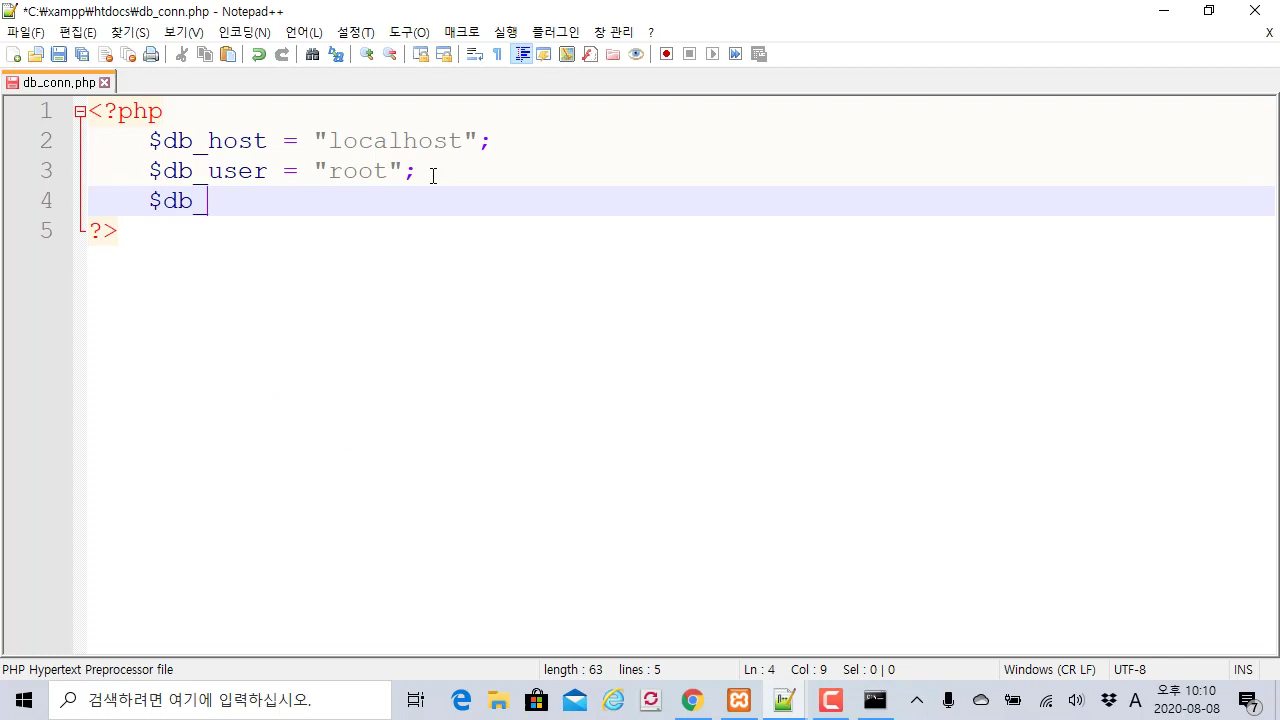 *C:₩xampp₩htdocs₩db_conn.php - Notepad++
파일(F) 편집(E) 찾기(S) 보기(V) 인코딩(N) 언어(L) 설정(T) 도구(O) 매크로 실행 플러그인 창 관리 ? X
db_conn.php
1 <?php
2 $db_host = "localhost";
3 $db_user = "root";
4 $db_
5 ?>
PHP Hypertext Preprocessor file length : 63 lines : 5 Ln : 4 Col : 9 Sel : 0 | 0 Windows (CR LF) UTF-8 INS
검색하려면 여기에 입력하십시오. A 오후 10:10
2020-08-08 7